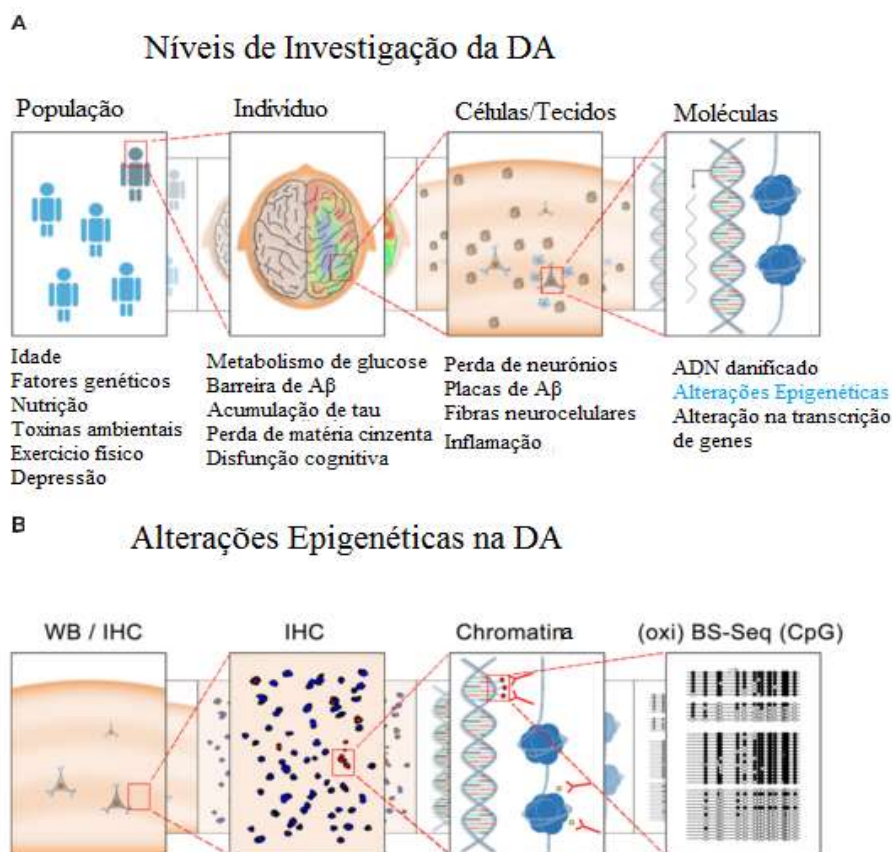 A
Níveis de Investigação da DA
População
Indivíduo
Células/Tecidos
Moléculas
Idade
Fatores genéticos
Nutrição
Toxinas ambientais
Exercicio físico
Depressão
Metabolismo de glucose
Barreira de Aβ
Acumulação de tau
Perda de matéria cinzenta
Disfunção cognitiva
Perda de neurónios
Placas de Aβ
Fibras neurocelulares
Inflamação
ADN danificado
Alterações Epigenéticas
Alteração na transcrição
de genes
B
Alterações Epigenéticas na DA
WB / IHC
IHC
Chromatina
(oxi) BS-Seq (CpG)